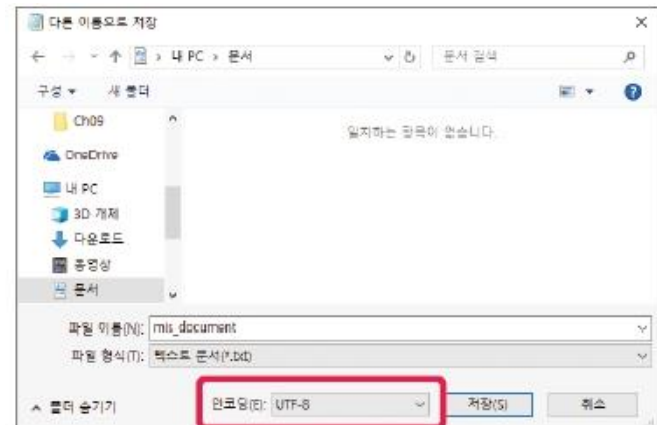 다른 이름으로 저장
내 PC > 문서
문서 검색
구성
새 폴더
Ch09
OneDrive
내 PC
3D 개체
다운로드
동영상
문서
일치하는 항목이 없습니다.
파일 이름(N): mis_document
파일 형식(T): 텍스트 문서(*.txt)
폴더 숨기기
인코딩(E): UTF-8
저장(S)
취소